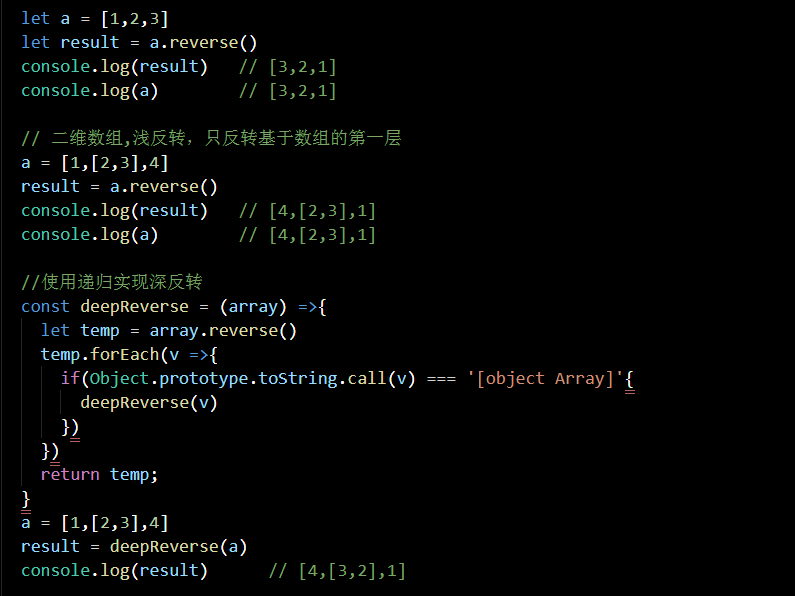 let a = [1,2,3]
let result = a.reverse()
console.log(result)   // [3,2,1]
console.log(a)        // [3,2,1]

// 二维数组,浅反转，只反转基于数组的第一层
a = [1,[2,3],4]
result = a.reverse()
console.log(result)   // [4,[2,3],1]
console.log(a)        // [4,[2,3],1]

//使用递归实现深反转
const deepReverse = (array) =>{
  let temp = array.reverse()
  temp.forEach(v =>{
    if(Object.prototype.toString.call(v) === '[object Array]'{
      deepReverse(v)
    })
  })
  return temp;
}
a = [1,[2,3],4]
result = deepReverse(a)
console.log(result)      // [4,[3,2],1]